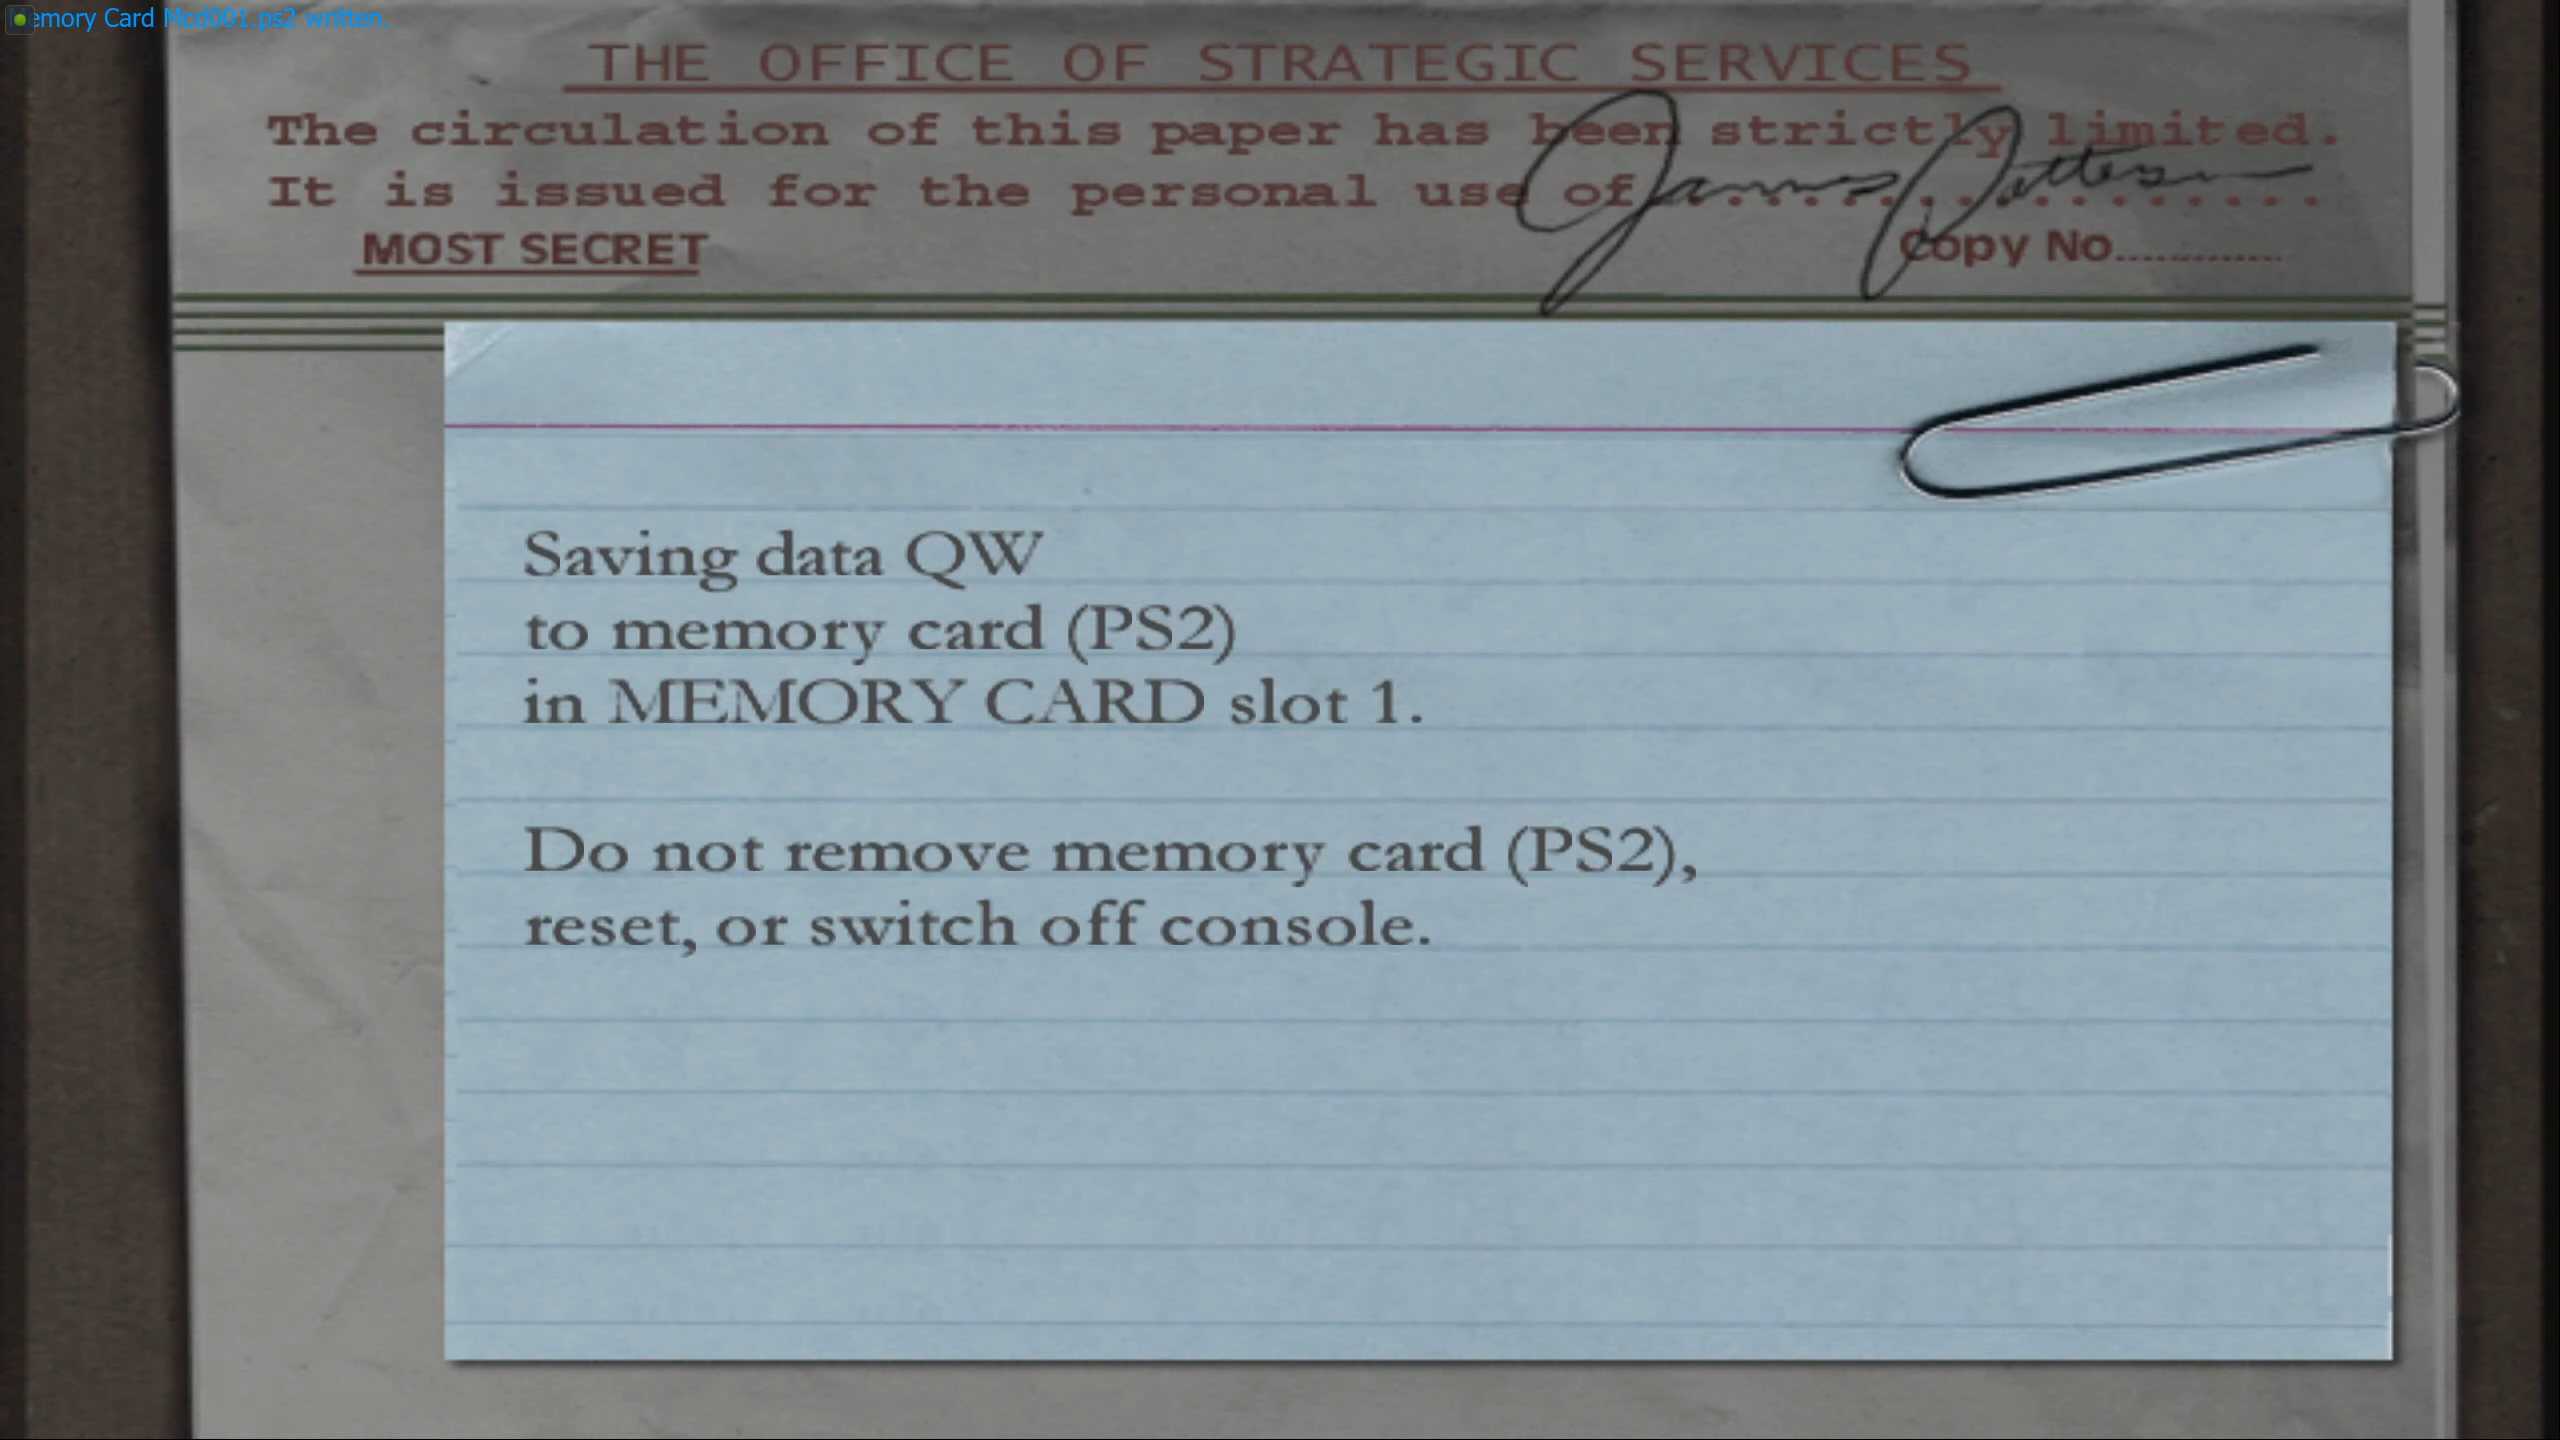 emory Card Mcd001.ps2 written.
THE OFFICE OF STRATEGIC SERVICES
The circulation of this paper has been strictly limited.
It is issued for the personal use of..................
James Patterson
MOST SECRET
Copy No.............
Saving data QW
to memory card (PS2)
in MEMORY CARD slot 1.
Do not remove memory card (PS2),
reset, or switch off console.